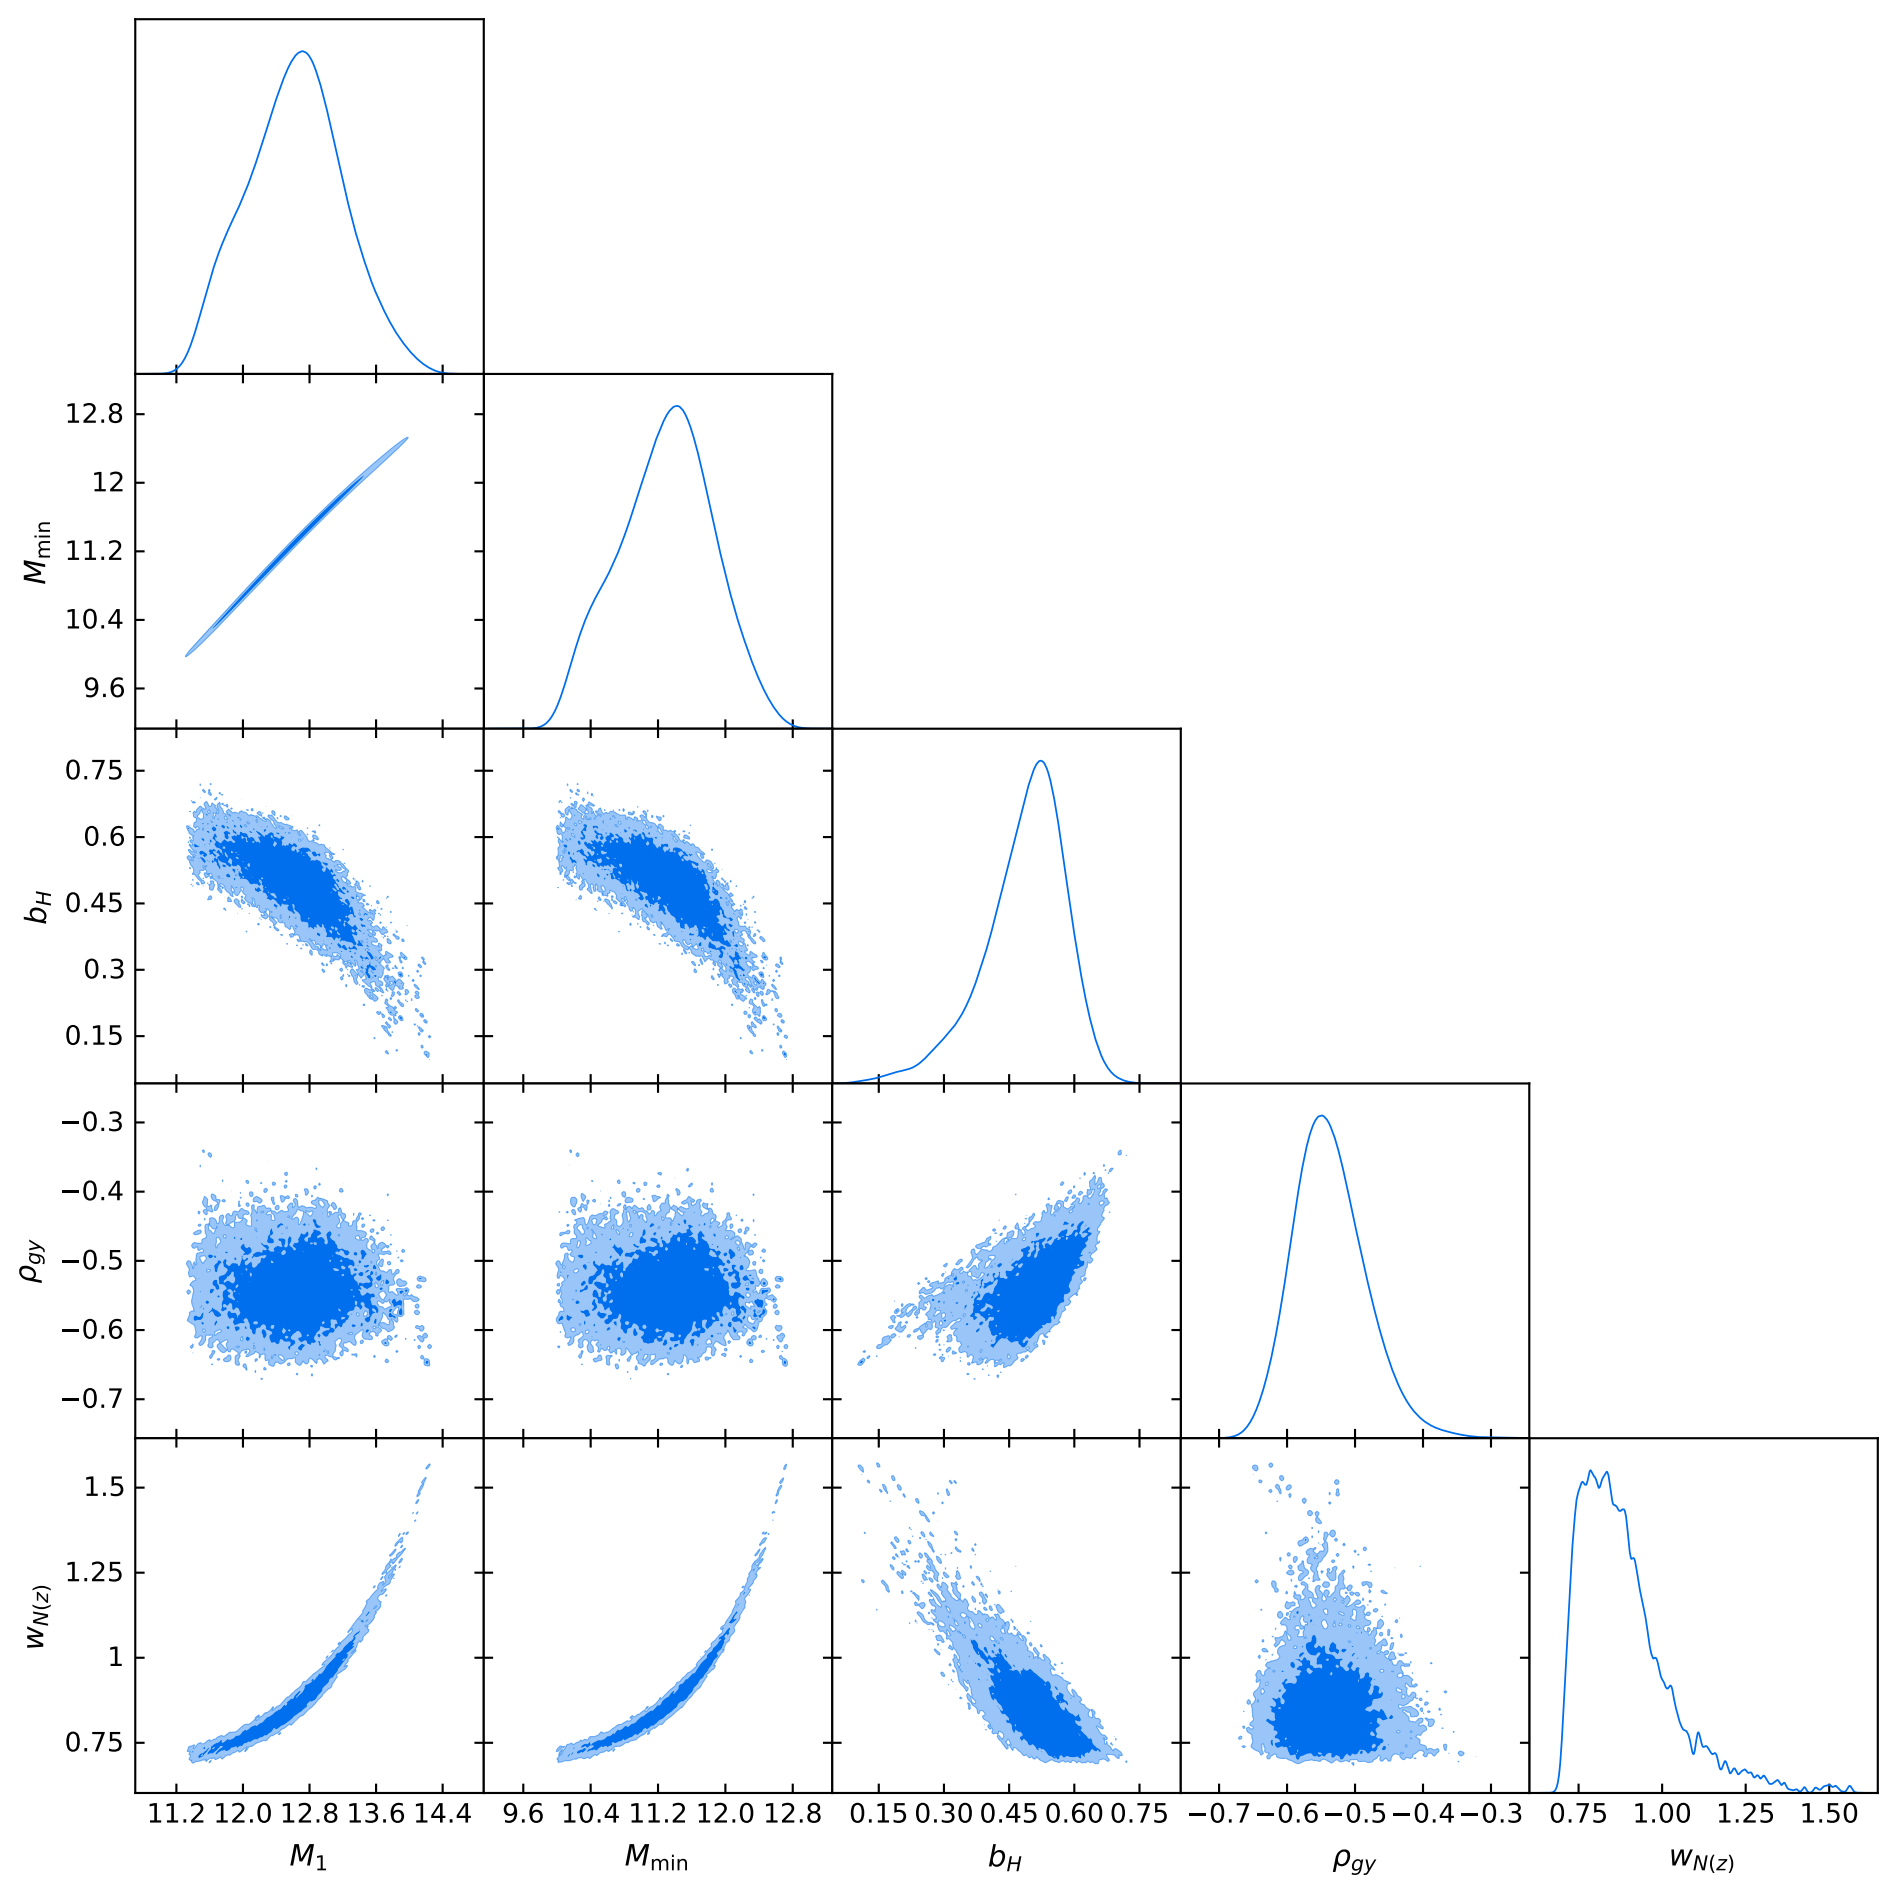 12.8
12
11.2
10.4
9.6
M_min
0.75
0.6
0.45
0.3
0.15
b_H
−0.3
−0.4
−0.5
−0.6
−0.7
ρ_gy
1.5
1.25
1
0.75
w_N(z)
11.2 12.0 12.8 13.6 14.4
9.6 10.4 11.2 12.0 12.8
0.15 0.30 0.45 0.60 0.75
−0.7 −0.6 −0.5 −0.4 −0.3
0.75 1.00 1.25 1.50
M_1
M_min
b_H
ρ_gy
w_N(z)